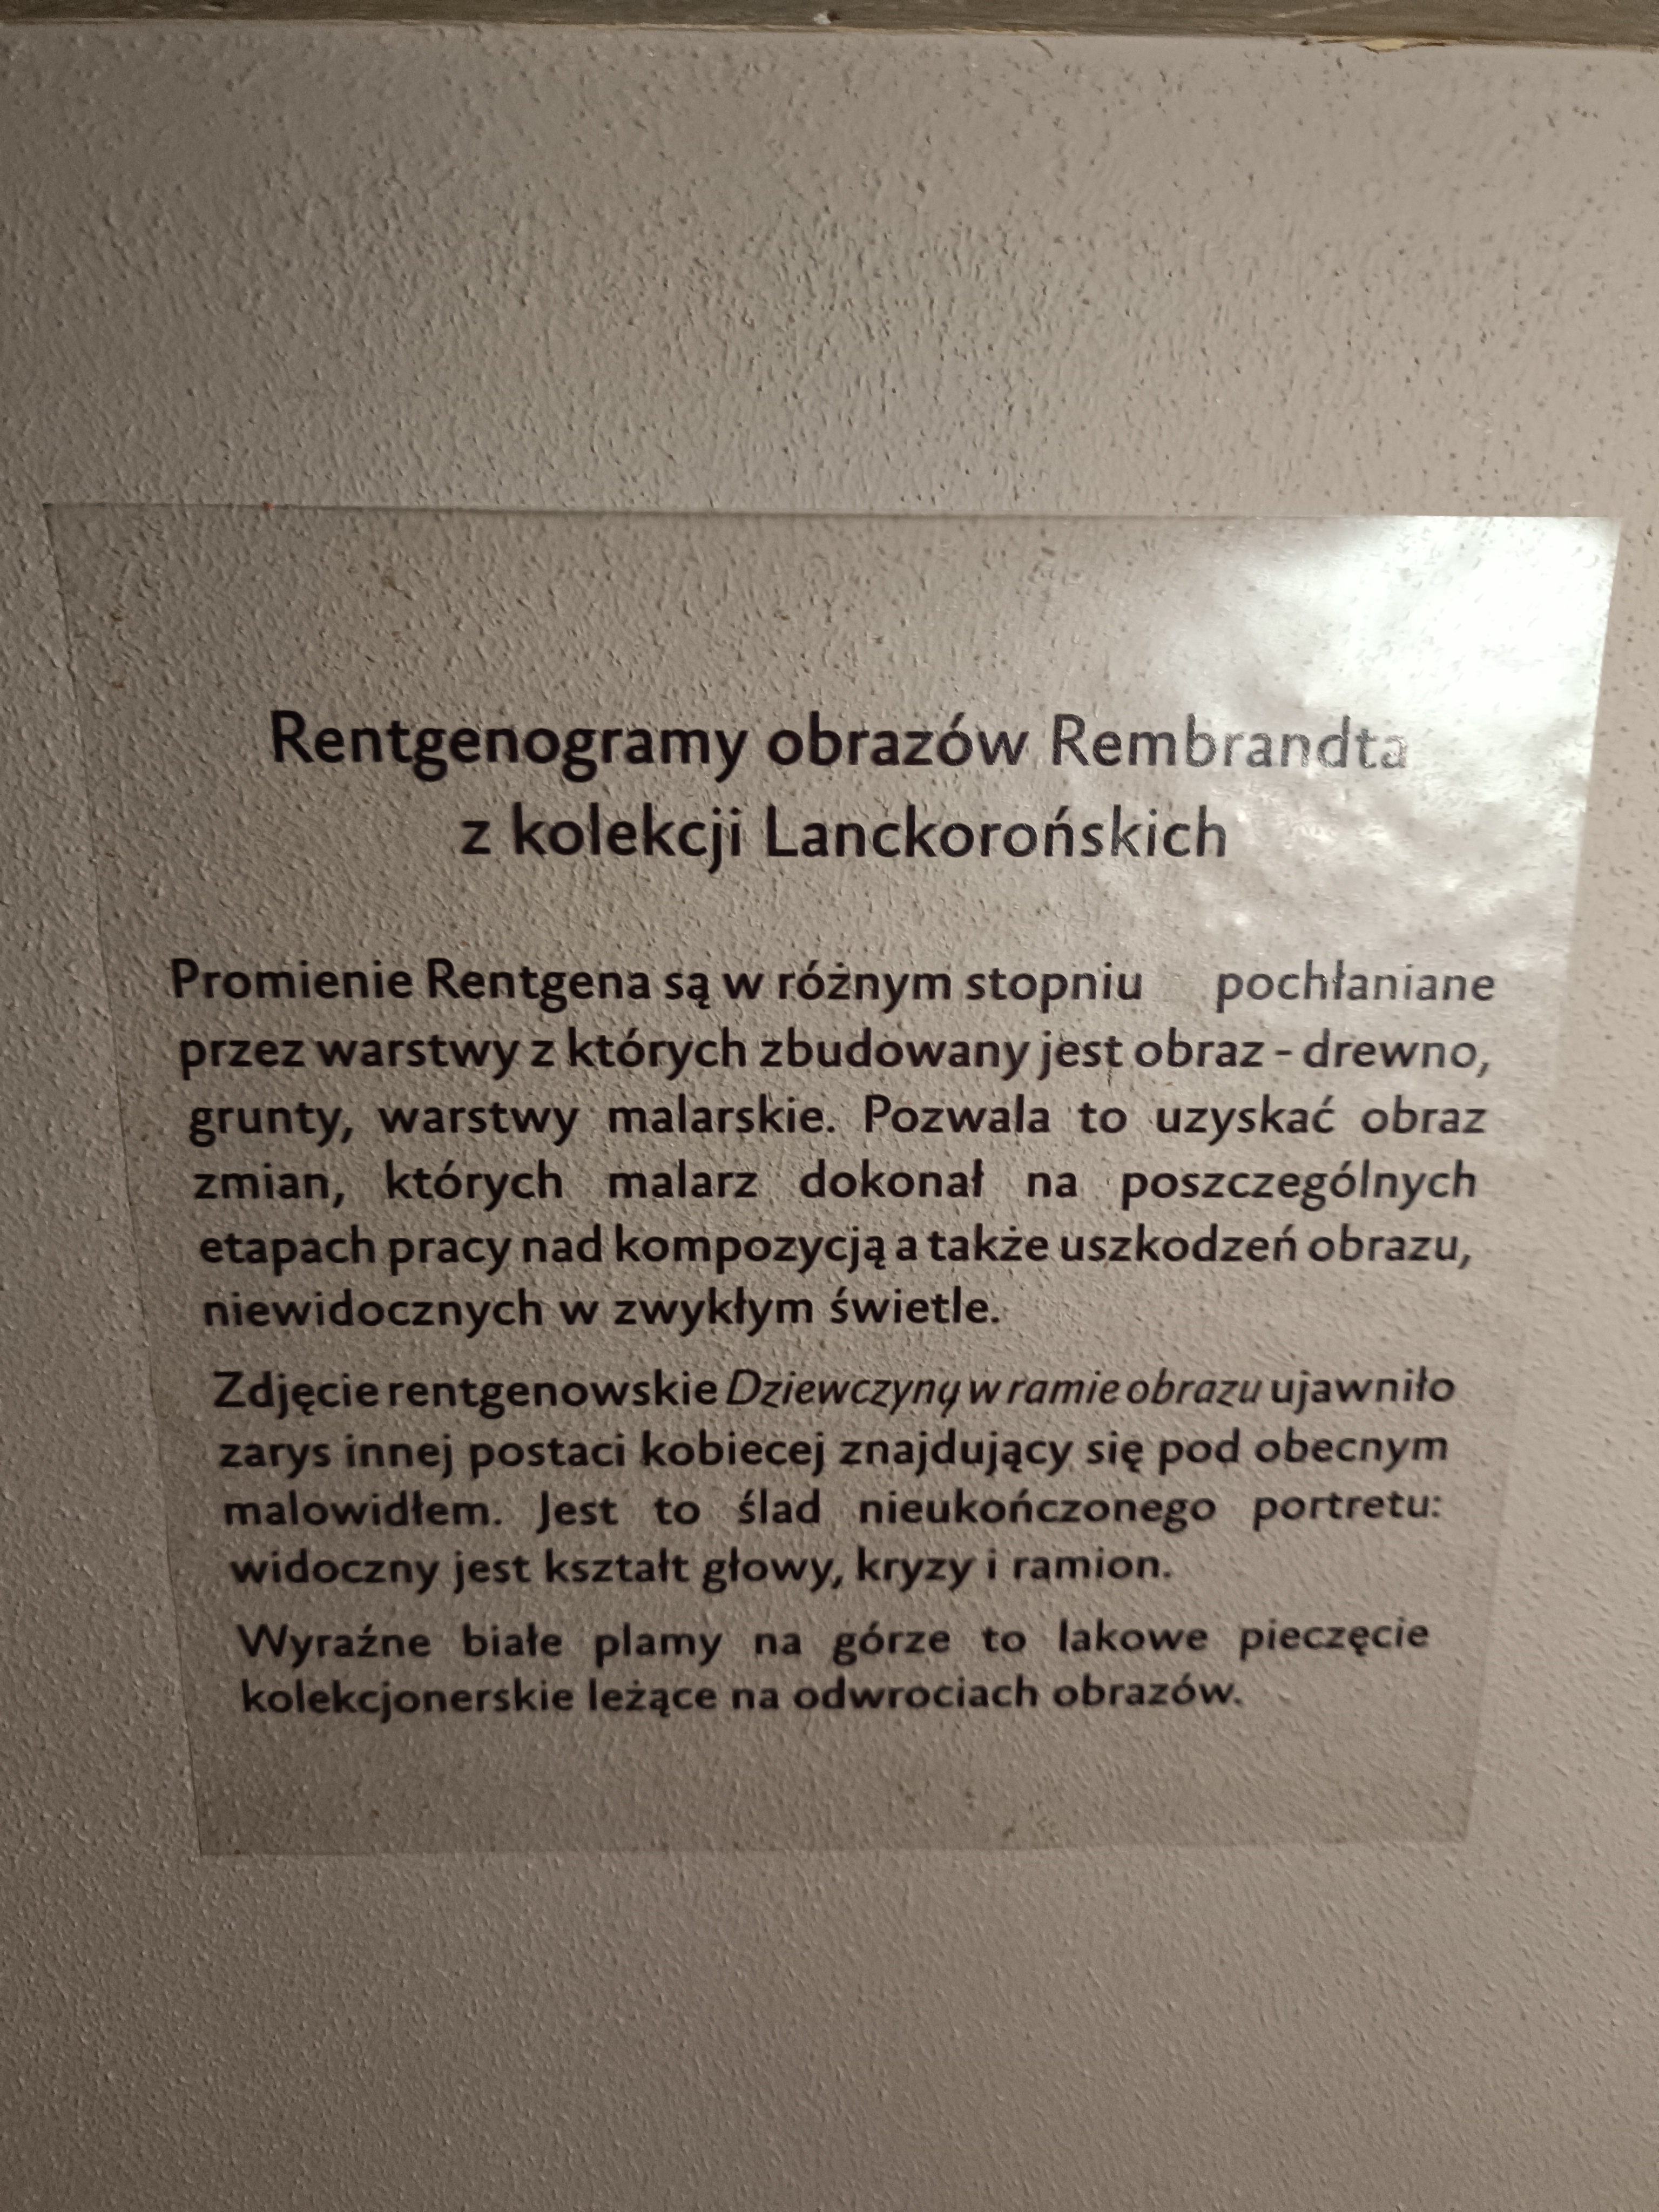 Rentgenogramy obrazów Rembrandta
z kolekcji Lanckorońskich
Promienie Rentgena są w różnym stopniu pochłaniane
przez warstwy z których zbudowany jest obraz - drewno,
grunty, warstwy malarskie. Pozwala to uzyskać obraz
zmian, których malarz dokonał na poszczególnych
etapach pracy nad kompozycją a także uszkodzeń obrazu,
niewidocznych w zwykłym świetle.
Zdjęcie rentgenowskie Dziewczyny w ramie obrazu ujawniło
zarys innej postaci kobiecej znajdujący się pod obecnym
malowidłem. Jest to ślad nieukończonego portretu:
widoczny jest kształt głowy, kryzy i ramion.
Wyraźne białe plamy na górze to lakowe pieczęcie
kolekcjonerskie leżące na odwrociach obrazów.